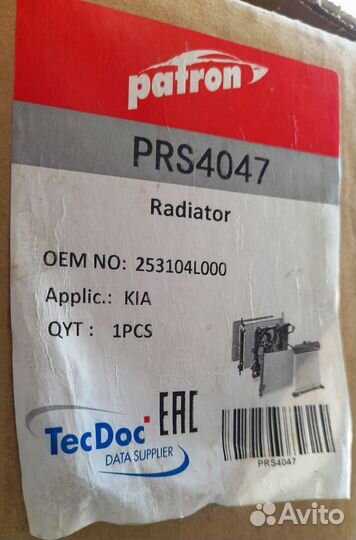 patron
PRS4047
Radiator
OEM NO: 253104L000
Applic.: KIA
QYT : 1PCS
TecDoc
DATA SUPPLIER
EAC
PRS4047
Avito